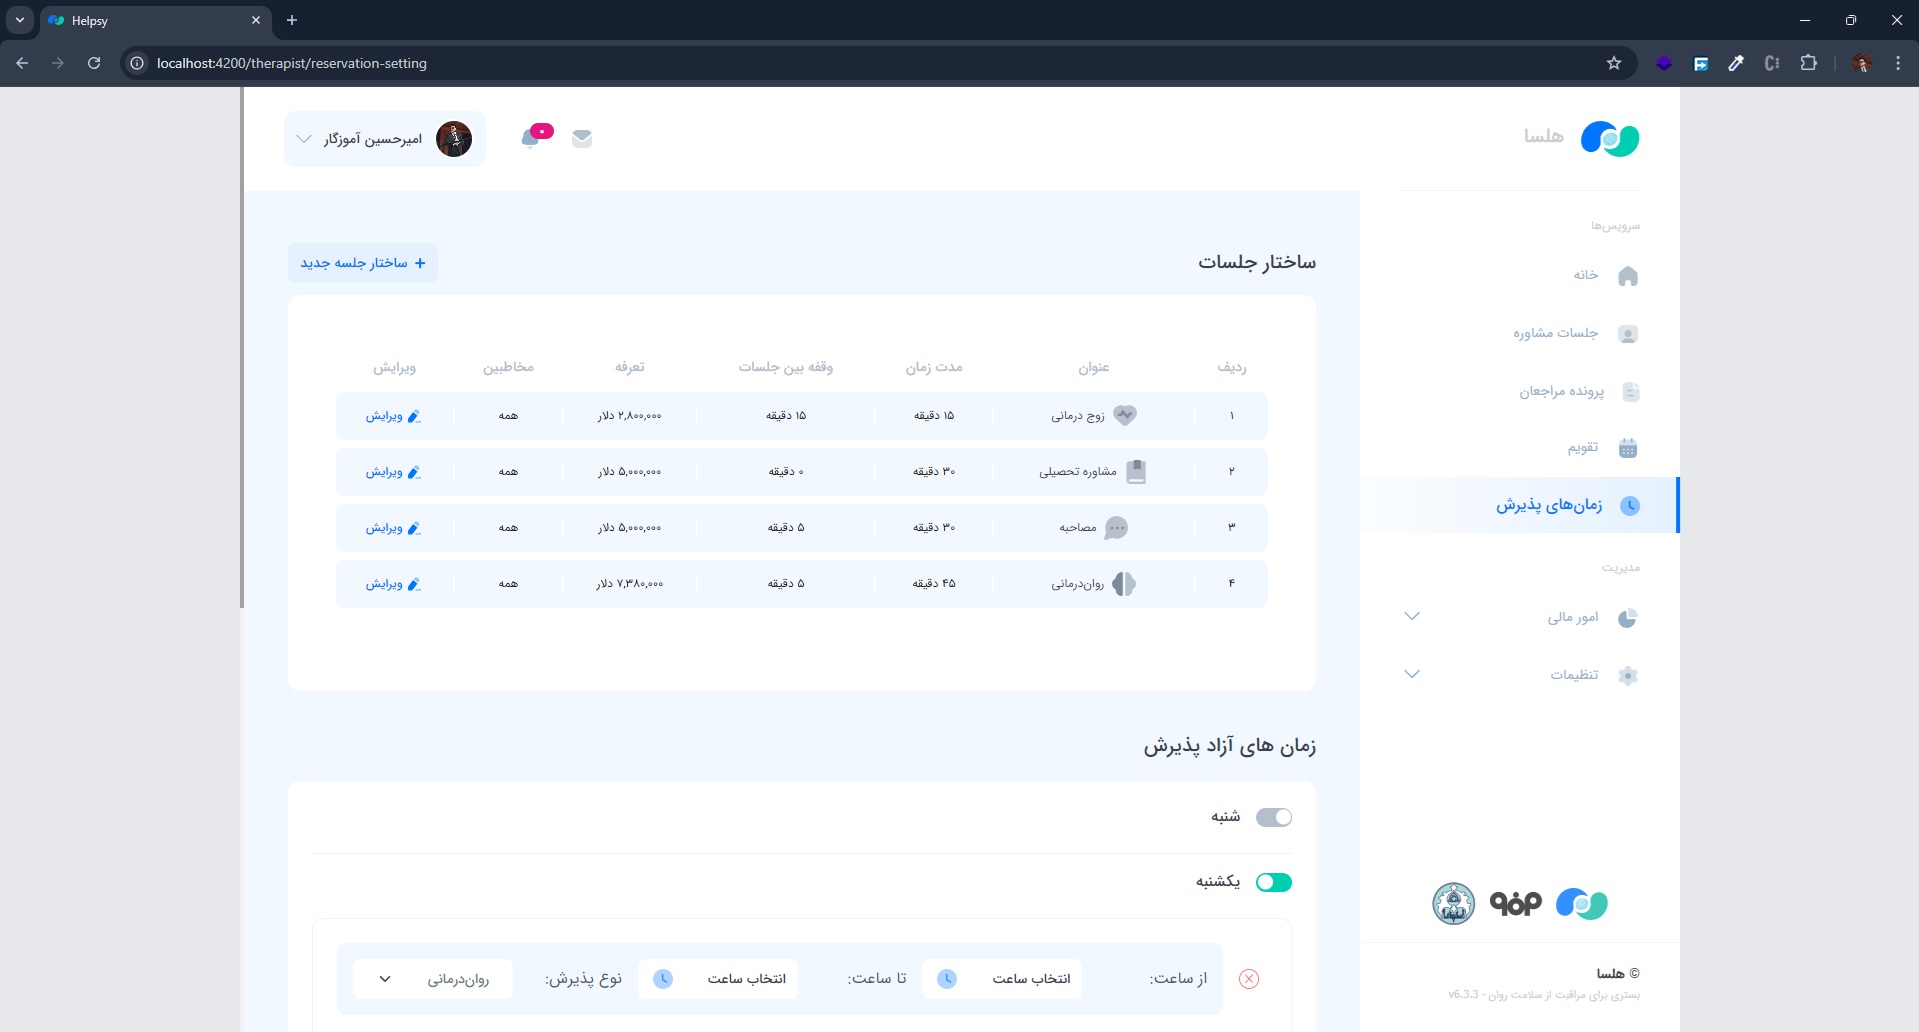 Helpsy
localhost:4200/therapist/reservation-setting
هلسا
امیرحسین آموزگار
سرویس‌ها
خانه
جلسات مشاوره
پرونده مراجعان
تقویم
زمان‌های پذیرش
مدیریت
امور مالی
تنظیمات
© هلسا
بستری برای مراقبت از سلامت روان - v6.3.3
ساختار جلسات
+ ساختار جلسه جدید
ردیف عنوان مدت زمان وقفه بین جلسات تعرفه مخاطبین ویرایش
۱ زوج درمانی ۱۵ دقیقه ۱۵ دقیقه ۲,۸۰۰,۰۰۰ دلار همه ویرایش
۲ مشاوره تحصیلی ۳۰ دقیقه ۰ دقیقه ۵,۰۰۰,۰۰۰ دلار همه ویرایش
۳ مصاحبه ۳۰ دقیقه ۵ دقیقه ۵,۰۰۰,۰۰۰ دلار همه ویرایش
۴ روان‌درمانی ۴۵ دقیقه ۵ دقیقه ۷,۳۸۰,۰۰۰ دلار همه ویرایش
زمان های آزاد پذیرش
شنبه
یکشنبه
از ساعت: انتخاب ساعت تا ساعت: انتخاب ساعت نوع پذیرش: روان‌درمانی